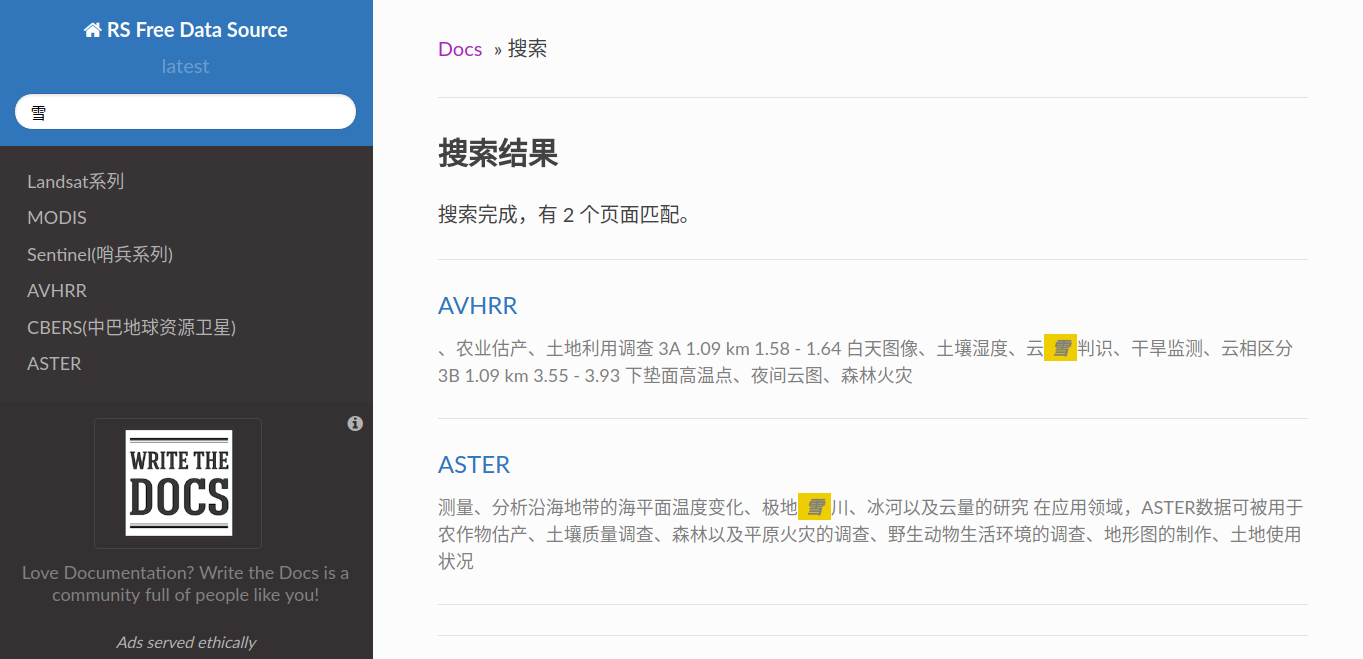 RS Free Data Source
latest
雪
Landsat系列
MODIS
Sentinel(哨兵系列)
AVHRR
CBERS(中巴地球资源卫星)
ASTER
WRITE THE
DOCS
Love Documentation? Write the Docs is a
community full of people like you!
Ads served ethically
Docs » 搜索
搜索结果
搜索完成，有 2 个页面匹配。
AVHRR
、农业估产、土地利用调查 3A 1.09 km 1.58 - 1.64 白天图像、土壤湿度、云雪判识、干旱监测、云相区分
3B 1.09 km 3.55 - 3.93 下垫面高温点、夜间云图、森林火灾
ASTER
测量、分析沿海地带的海平面温度变化、极地雪川、冰河以及云量的研究 在应用领域，ASTER数据可被用于
农作物估产、土壤质量调查、森林以及平原火灾的调查、野生动物生活环境的调查、地形图的制作、土地使用
状况